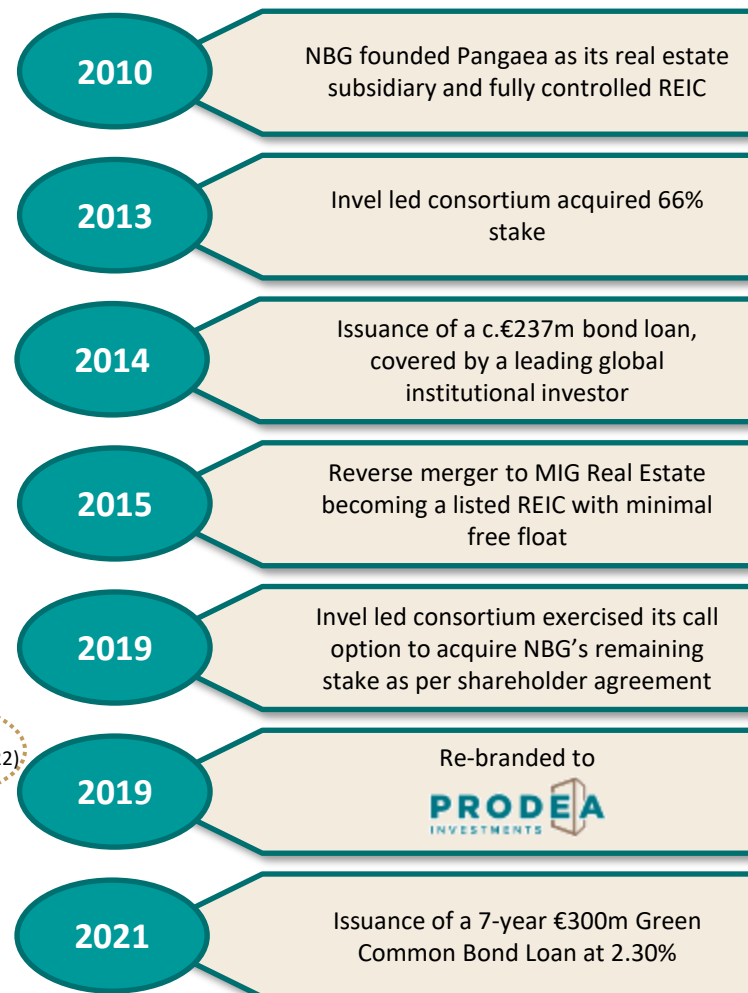 2010
NBG founded Pangaea as its real estate
subsidiary and fully controlled REIC
2013
Invel led consortium acquired 66%
stake
2014
Issuance of a c.€237m bond loan,
covered by a leading global
institutional investor
2015
Reverse merger to MIG Real Estate
becoming a listed REIC with minimal
free float
2019
Invel led consortium exercised its call
option to acquire NBG’s remaining
stake as per shareholder agreement
2019
Re-branded to
PRODEA
INVESTMENTS
2021
Issuance of a 7-year €300m Green
Common Bond Loan at 2.30%